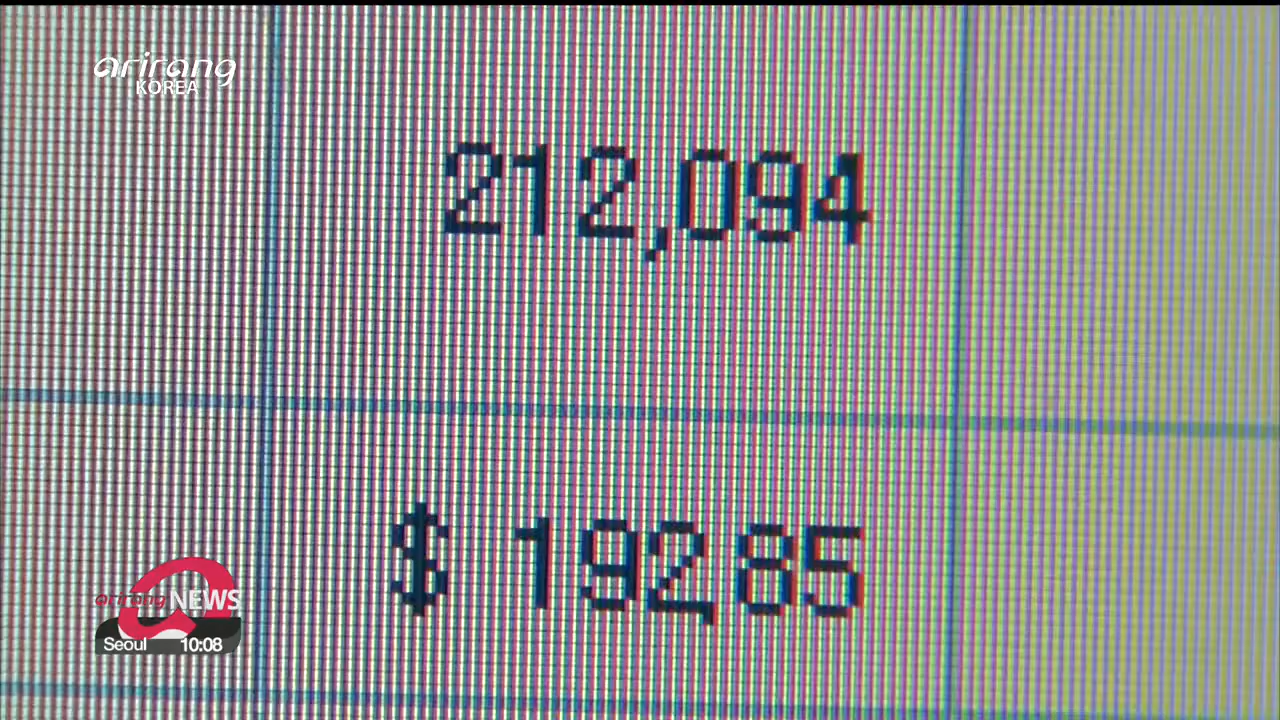 arirang
KOREA
212,094
$ 192,85
arirang NEWS
Seoul 10:08